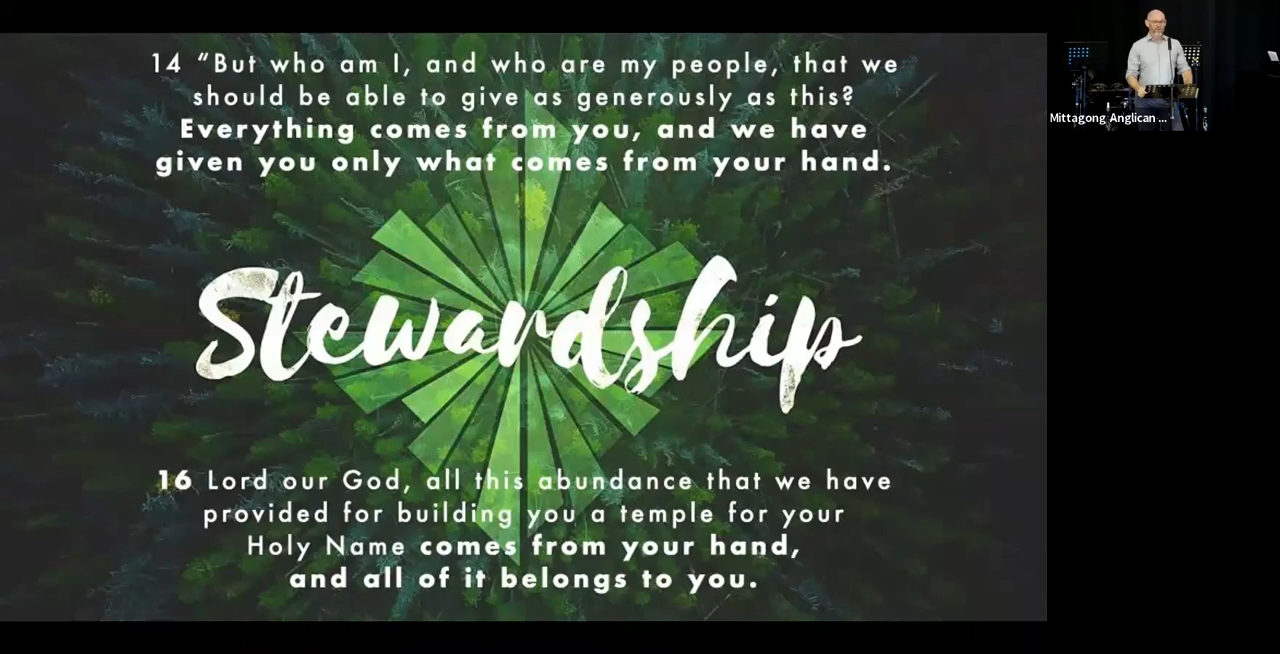 14 “But who am I, and who are my people, that we
should be able to give as generously as this?
Everything comes from you, and we have
given you only what comes from your hand.
Stewardship
16 Lord our God, all this abundance that we have
provided for building you a temple for your
Holy Name comes from your hand,
and all of it belongs to you.
Mittagong Anglican ...